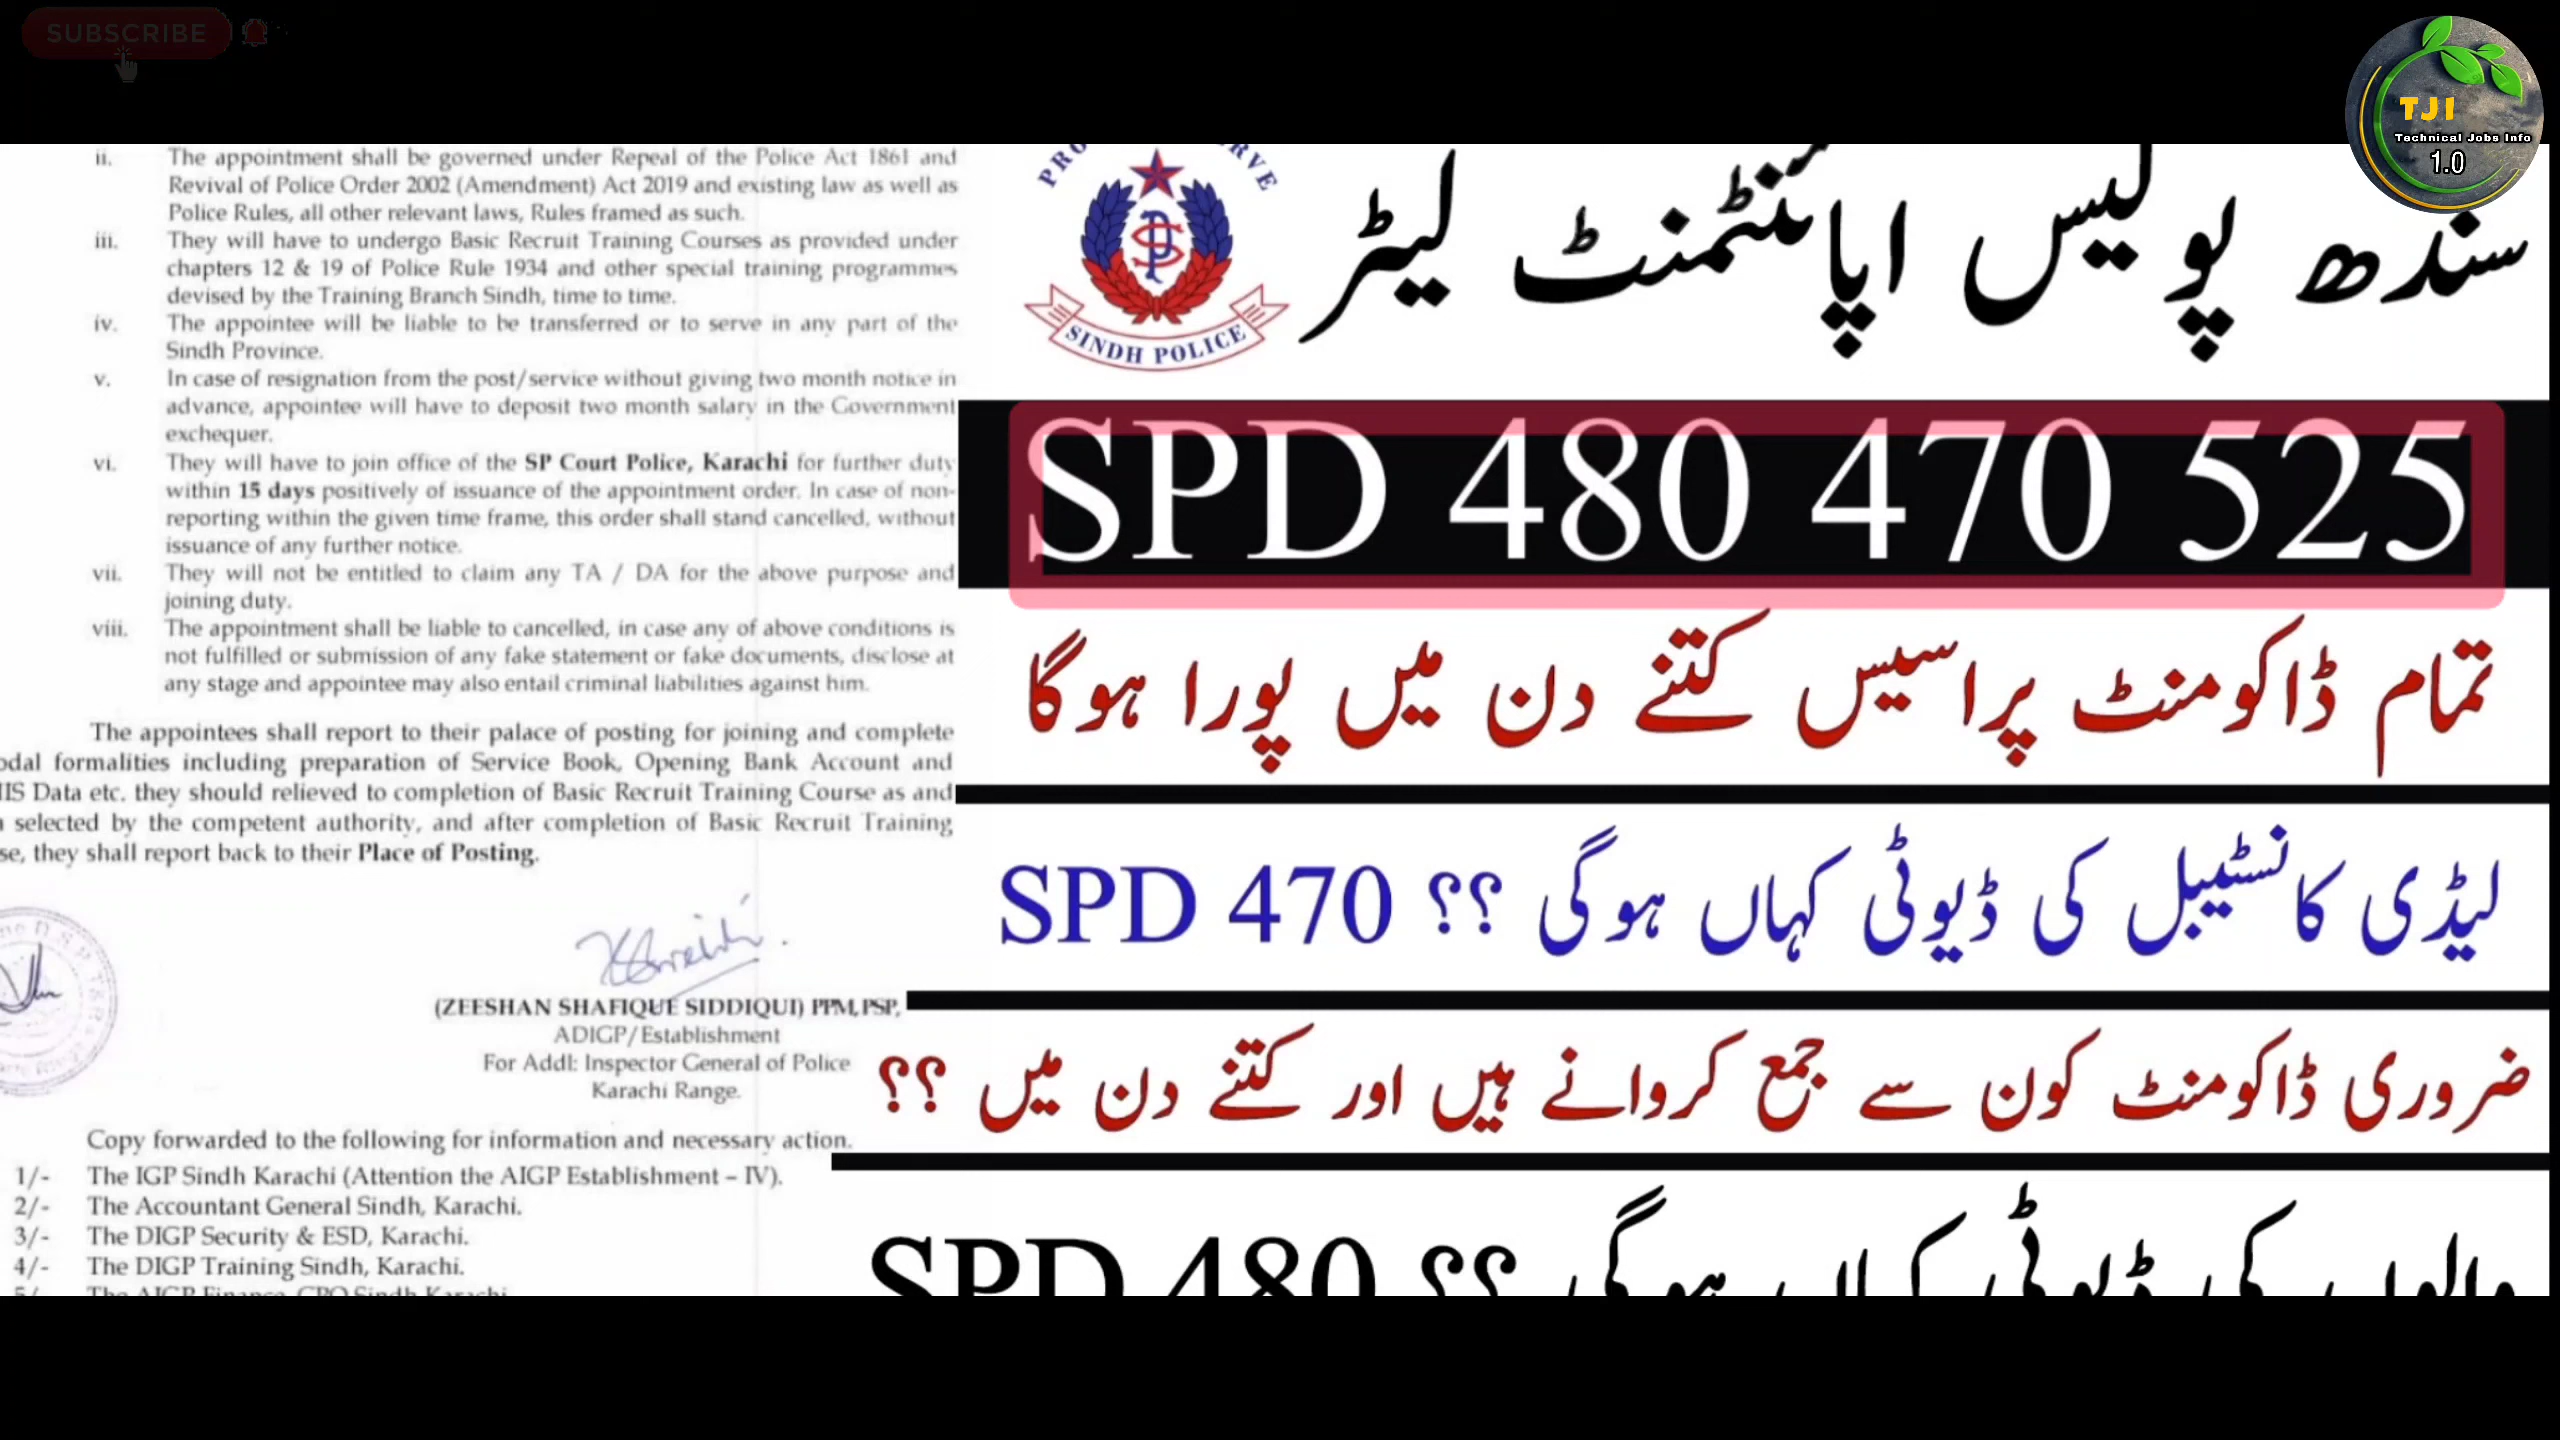 SUBSCRIBE
TJI
Technical Jobs Info
1.0
ii. The appointment shall be governed under Repeal of the Police Act 1861 and
Revival of Police Order 2002 (Amendment) Act 2019 and existing law as well as
Police Rules, all other relevant laws, Rules framed as such.
iii. They will have to undergo Basic Recruit Training Courses as provided under
chapters 12 & 19 of Police Rule 1934 and other special training programmes
devised by the Training Branch Sindh, time to time.
iv. The appointee will be liable to be transferred or to serve in any part of the
Sindh Province.
v. In case of resignation from the post/service without giving two month notice in
advance, appointee will have to deposit two month salary in the Government
exchequer.
vi. They will have to join office of the SP Court Police, Karachi for further duty
within 15 days positively of issuance of the appointment order. In case of non-
reporting within the given time frame, this order shall stand cancelled, without
issuance of any further notice.
vii. They will not be entitled to claim any TA / DA for the above purpose and
joining duty.
viii. The appointment shall be liable to cancelled, in case any of above conditions is
not fulfilled or submission of any fake statement or fake documents, disclose at
any stage and appointee may also entail criminal liabilities against him.
The appointees shall report to their palace of posting for joining and complete
odal formalities including preparation of Service Book, Opening Bank Account and
IIS Data etc. they should relieved to completion of Basic Recruit Training Course as and
selected by the competent authority, and after completion of Basic Recruit Training
se, they shall report back to their Place of Posting.
(ZEESHAN SHAFIQUE SIDDIQUI) PPM, PSP,
ADIGP/Establishment
For Addl: Inspector General of Police
Karachi Range.
Copy forwarded to the following for information and necessary action.
1/- The IGP Sindh Karachi (Attention the AIGP Establishment – IV).
2/- The Accountant General Sindh, Karachi.
3/- The DIGP Security & ESD, Karachi.
4/- The DIGP Training Sindh, Karachi.
5/- The AIGP Finance, CPO Sindh Karachi
SINDH POLICE
سندھ پولیس اپائنٹمنٹ لیٹر
SPD 480 470 525
تمام ڈاکومنٹ پراسیس کتنے دن میں پورا ہوگا
لیڈی کانسٹیبل کی ڈیوٹی کہاں ہوگی ؟؟ SPD 470
ضروری ڈاکومنٹ کون سے جمع کروانے ہیں اور کتنے دن میں ؟؟
والوں کی ڈیوٹی کہاں ہوگی ؟؟ SPD 480